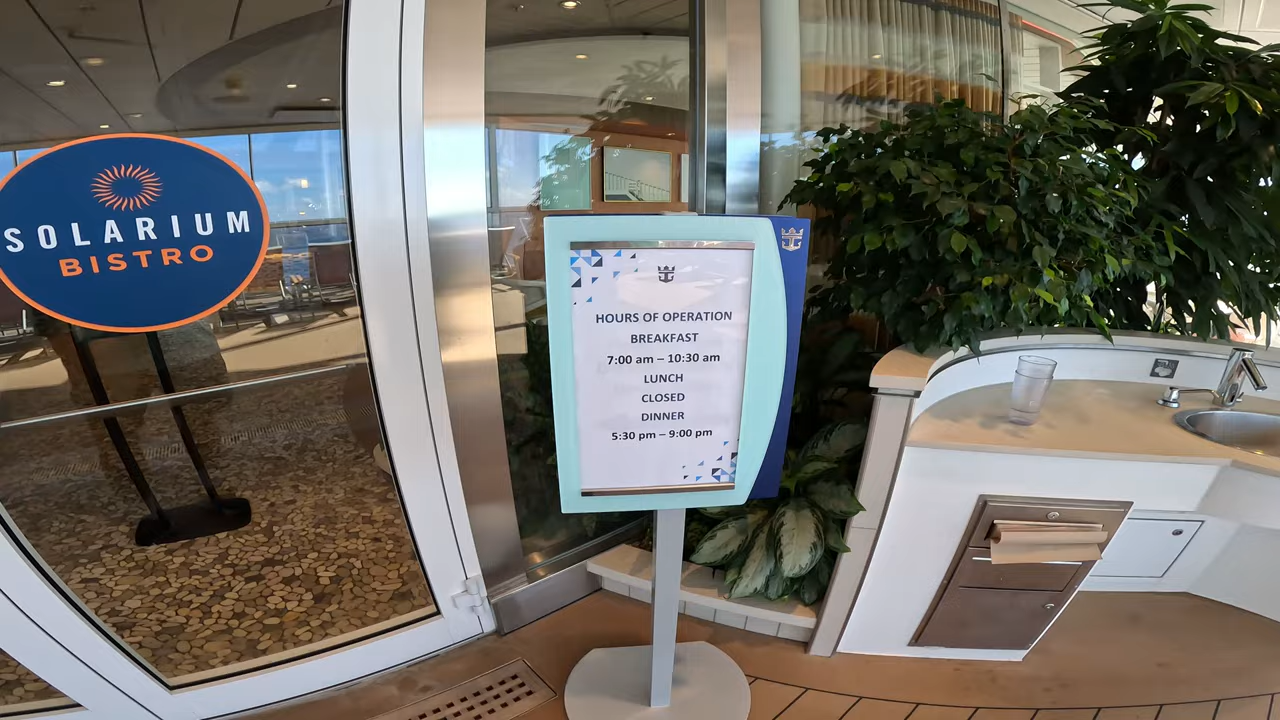 SOLARIUM
BISTRO
HOURS OF OPERATION
BREAKFAST
7:00 am – 10:30 am
LUNCH
CLOSED
DINNER
5:30 pm – 9:00 pm